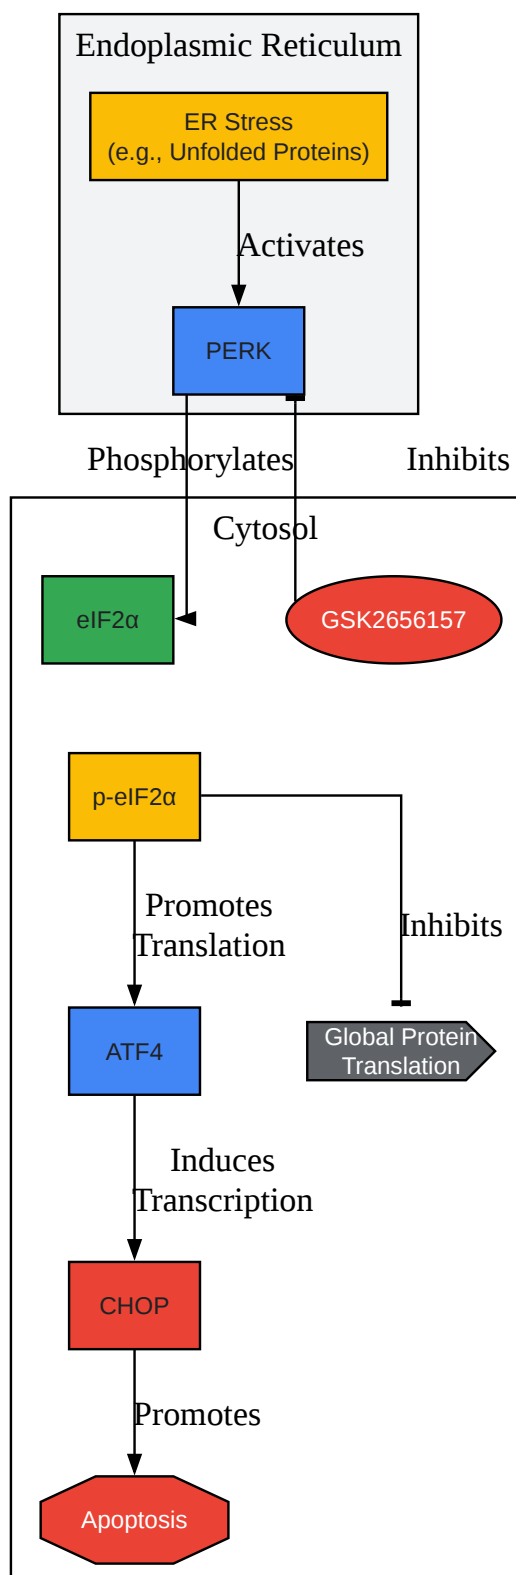 Endoplasmic Reticulum
ER Stress
(e.g., Unfolded Proteins)
Activates
PERK
Phosphorylates
Inhibits
Cytosol
eIF2α
GSK2656157
p-eIF2α
Promotes
Translation
Inhibits
ATF4
Global Protein
Translation
Induces
Transcription
CHOP
Promotes
Apoptosis